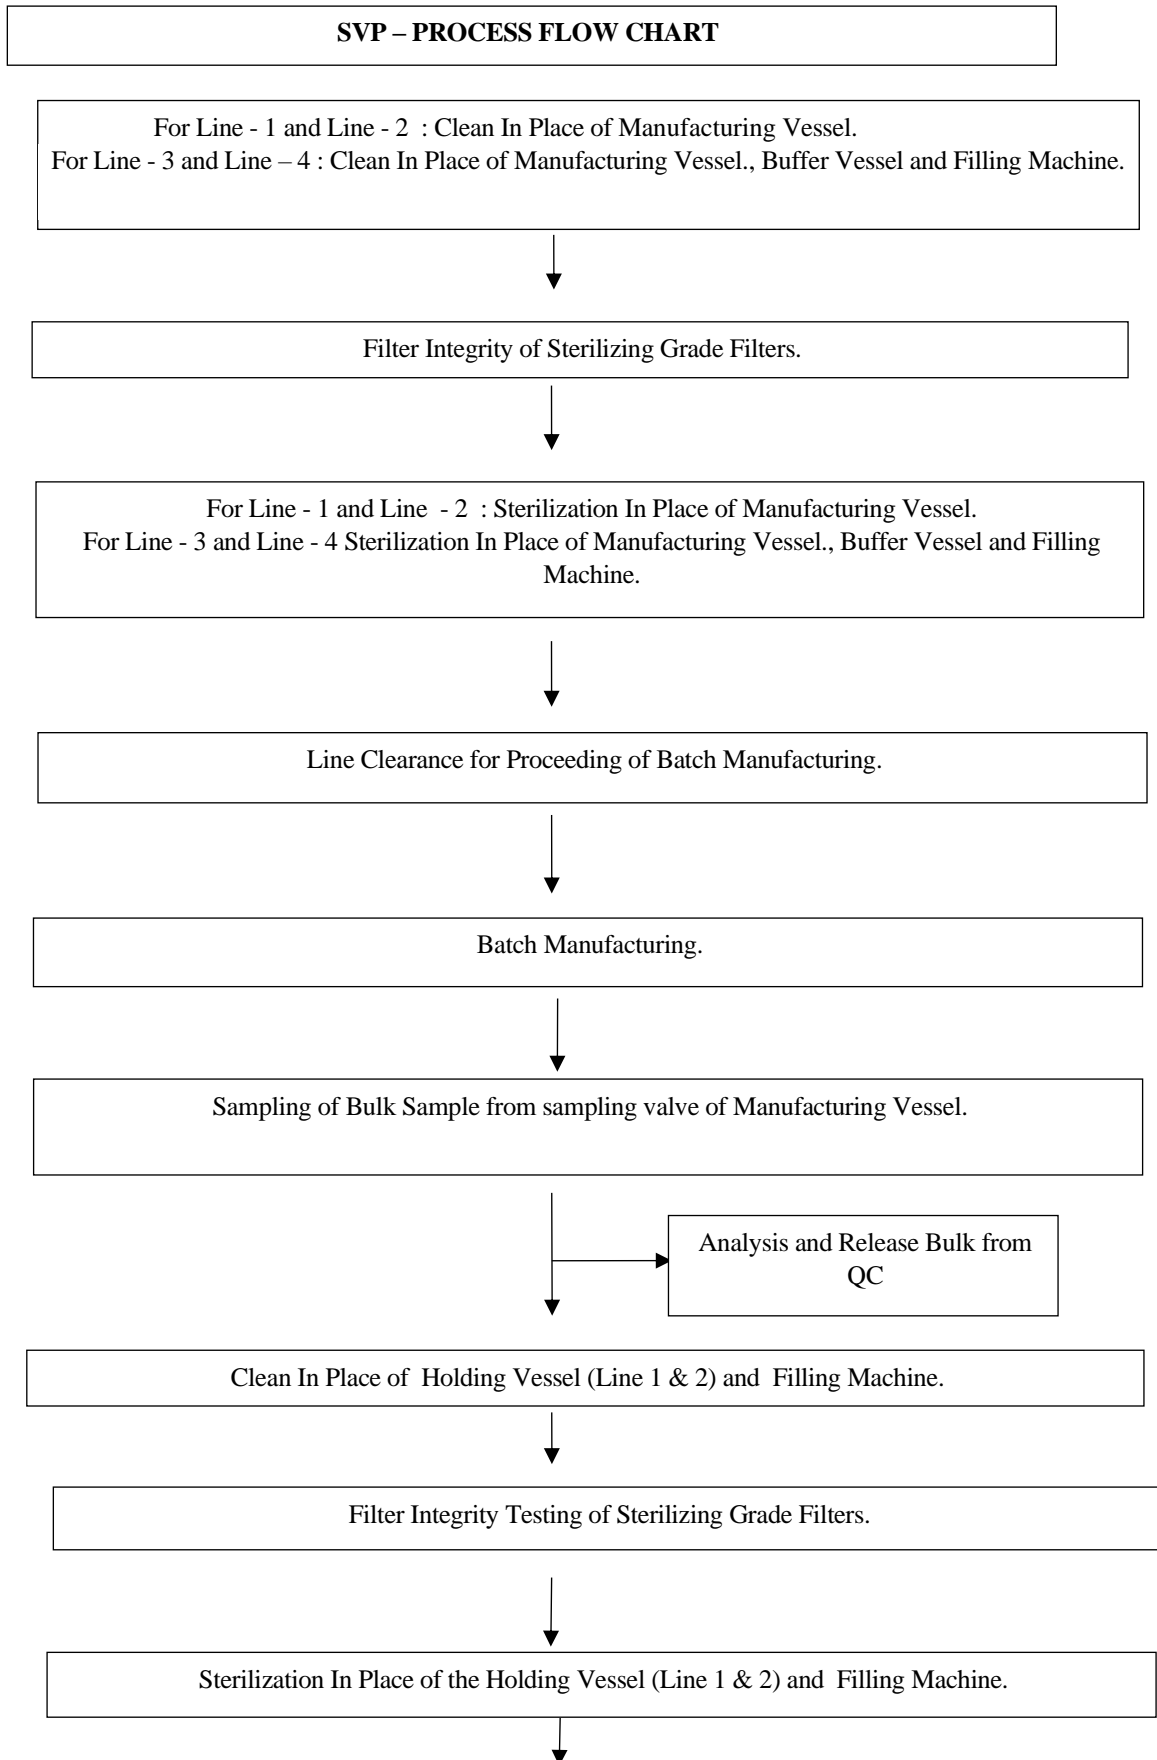 SVP – PROCESS FLOW CHART
For Line - 1 and Line - 2 : Clean In Place of Manufacturing Vessel.
For Line - 3 and Line – 4 : Clean In Place of Manufacturing Vessel., Buffer Vessel and Filling Machine.
Filter Integrity of Sterilizing Grade Filters.
For Line - 1 and Line - 2 : Sterilization In Place of Manufacturing Vessel.
For Line - 3 and Line - 4 Sterilization In Place of Manufacturing Vessel., Buffer Vessel and Filling
Machine.
Line Clearance for Proceeding of Batch Manufacturing.
Batch Manufacturing.
Sampling of Bulk Sample from sampling valve of Manufacturing Vessel.
Analysis and Release Bulk from
QC
Clean In Place of Holding Vessel (Line 1 & 2) and Filling Machine.
Filter Integrity Testing of Sterilizing Grade Filters.
Sterilization In Place of the Holding Vessel (Line 1 & 2) and Filling Machine.